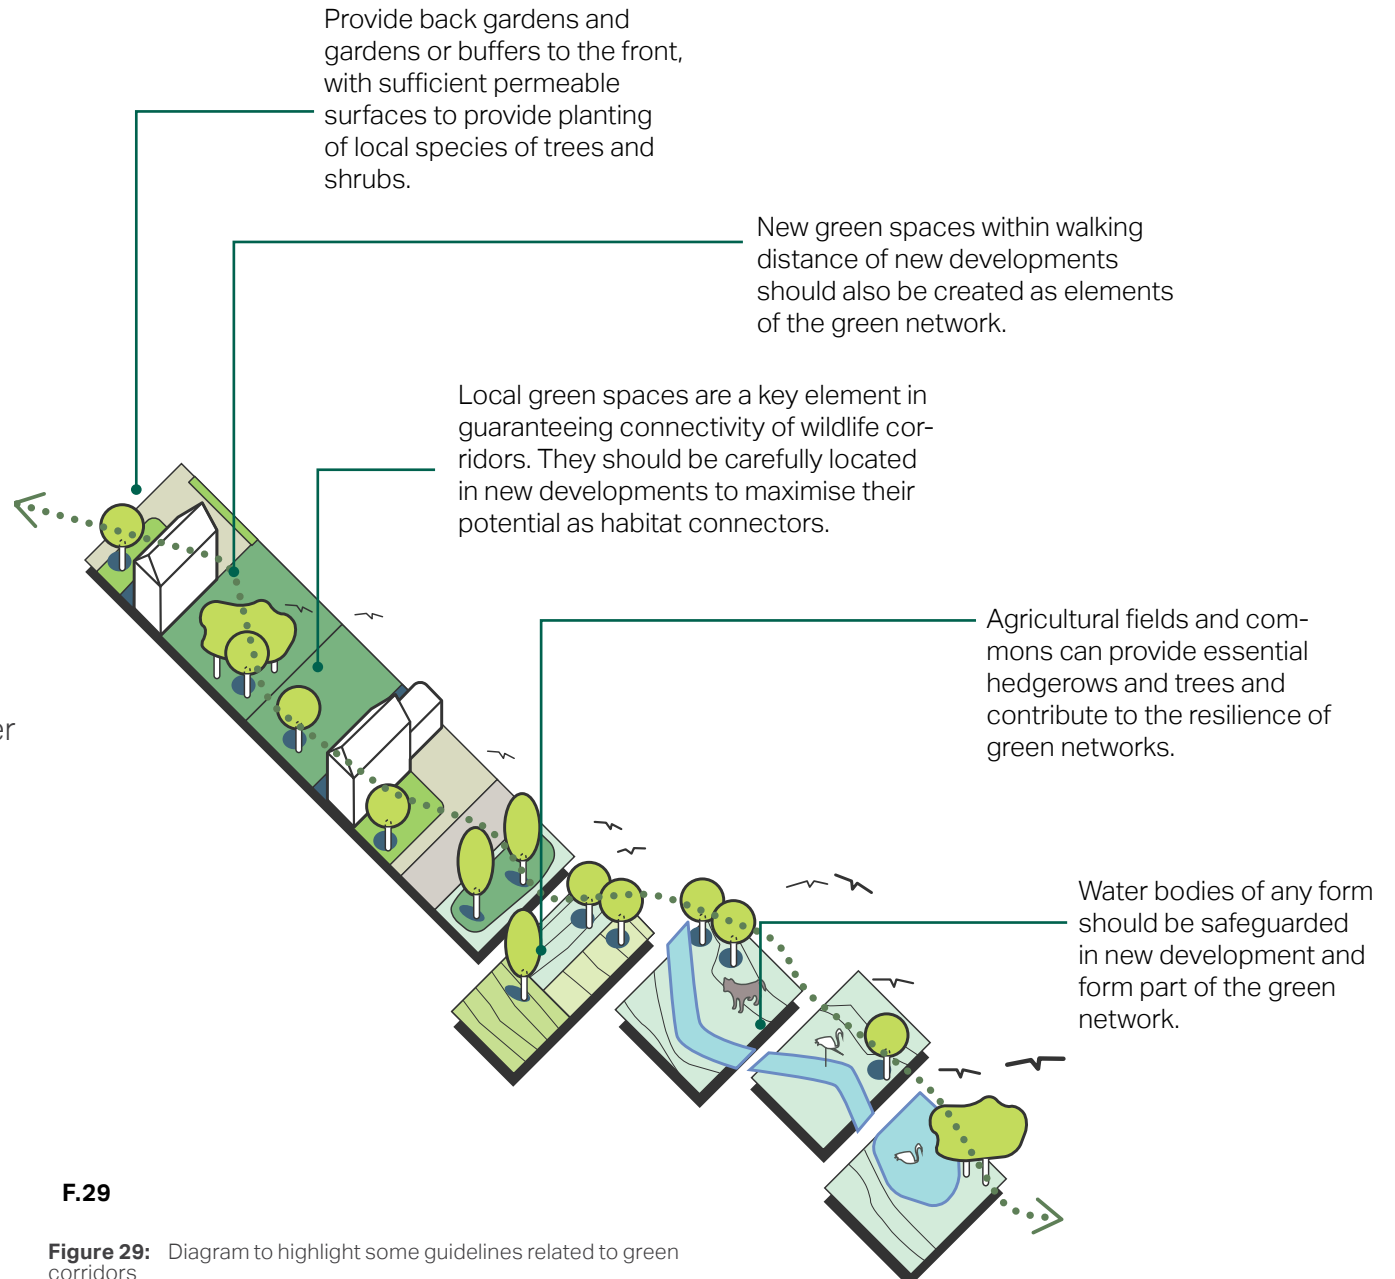 Provide back gardens and
gardens or buffers to the front,
with sufficient permeable
surfaces to provide planting
of local species of trees and
shrubs.
New green spaces within walking
distance of new developments
should also be created as elements
of the green network.
Local green spaces are a key element in
guaranteeing connectivity of wildlife cor-
ridors. They should be carefully located
in new developments to maximise their
potential as habitat connectors.
Agricultural fields and com-
mons can provide essential
hedgerows and trees and
contribute to the resilience of
green networks.
er
Water bodies of any form
should be safeguarded
in new development and
form part of the green
network.
F.29
Figure 29: Diagram to highlight some guidelines related to green
corridors